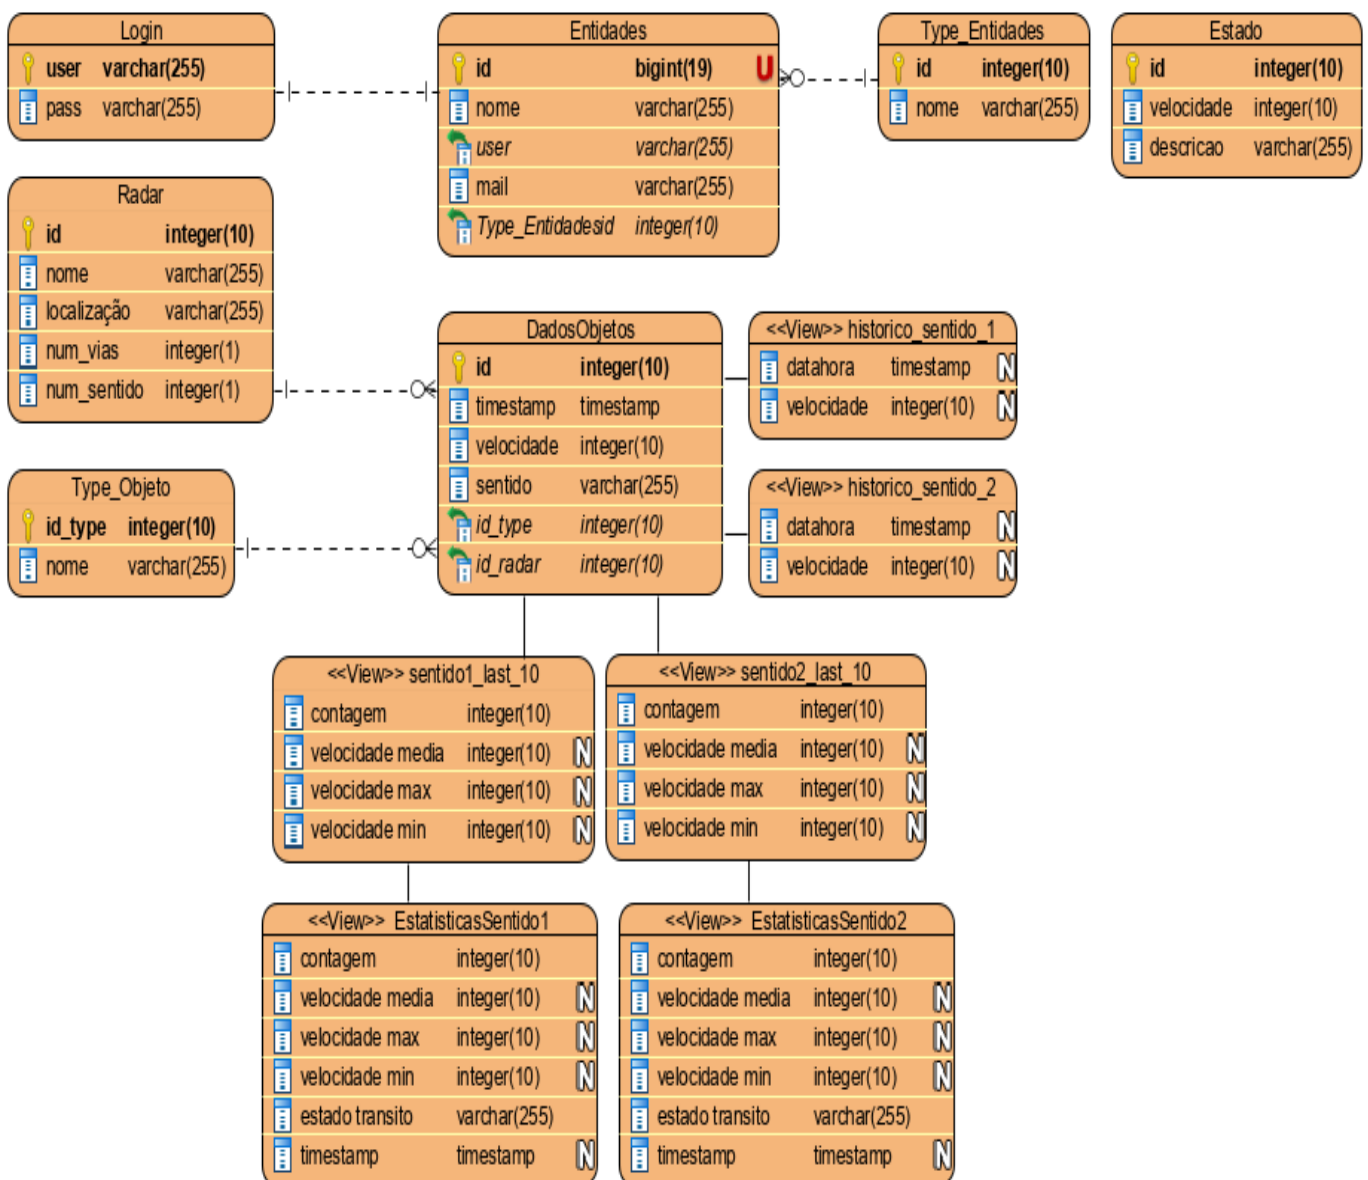 Login
user varchar(255)
pass varchar(255)
Entidades
id bigint(19) U
nome varchar(255)
user varchar(255)
mail varchar(255)
Type_Entidadesid integer(10)
Type_Entidades
id integer(10)
nome varchar(255)
Estado
id integer(10)
velocidade integer(10)
descricao varchar(255)
Radar
id integer(10)
nome varchar(255)
localização varchar(255)
num_vias integer(1)
num_sentido integer(1)
DadosObjetos
id integer(10)
timestamp timestamp
velocidade integer(10)
sentido varchar(255)
id_type integer(10)
id_radar integer(10)
<<View>> historico_sentido_1
datahora timestamp N
velocidade integer(10) N
Type_Objeto
id_type integer(10)
nome varchar(255)
<<View>> historico_sentido_2
datahora timestamp N
velocidade integer(10) N
<<View>> sentido1_last_10
contagem integer(10)
velocidade media integer(10) N
velocidade max integer(10) N
velocidade min integer(10) N
<<View>> sentido2_last_10
contagem integer(10)
velocidade media integer(10) N
velocidade max integer(10) N
velocidade min integer(10) N
<<View>> EstatisticasSentido1
contagem integer(10)
velocidade media integer(10) N
velocidade max integer(10) N
velocidade min integer(10) N
estado transito varchar(255)
timestamp timestamp N
<<View>> EstatisticasSentido2
contagem integer(10)
velocidade media integer(10) N
velocidade max integer(10) N
velocidade min integer(10) N
estado transito varchar(255)
timestamp timestamp N